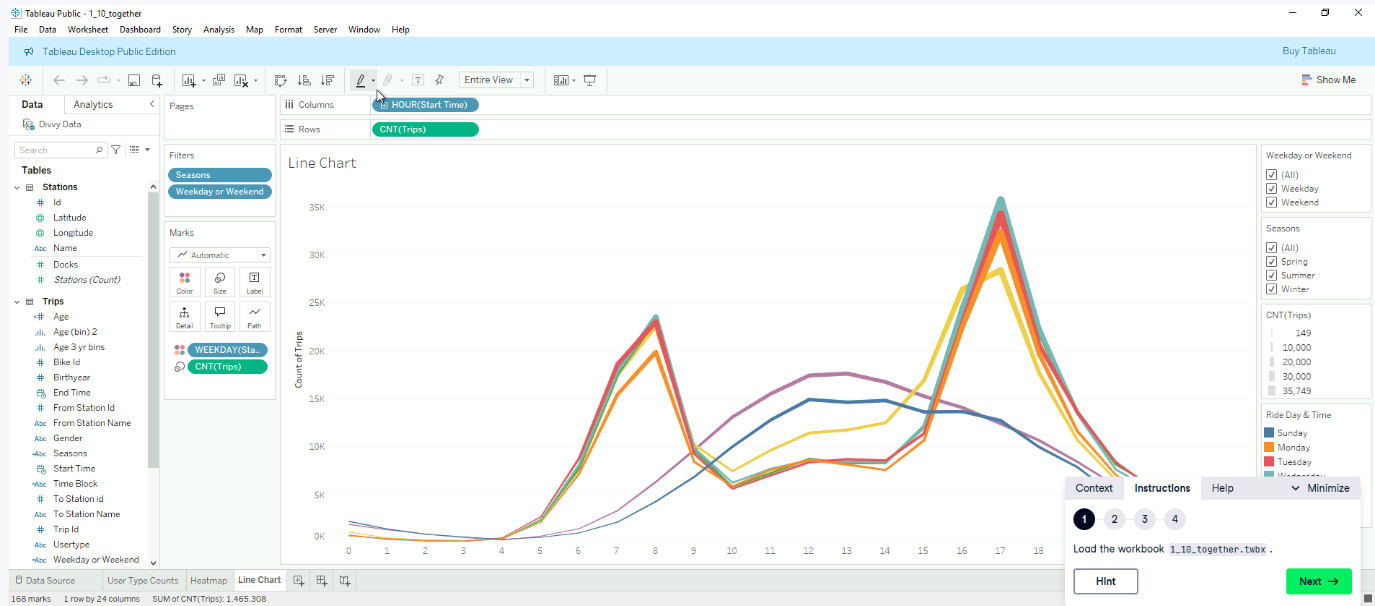 Tableau Public - 1_10_together
File Data Worksheet Dashboard Story Analysis Map Format Server Window Help
Tableau Desktop Public Edition
Buy Tableau
Entire View
Show Me
Data Analytics
Divvy Data
Search
Tables
Stations
# Id
Latitude
Longitude
Abc Name
# Docks
# Stations (Count)
Trips
# Age
Age (bin) 2
Age 3 yr bins
# Bike Id
# Birthyear
End Time
# From Station Id
Abc From Station Name
Abc Gender
Abc Seasons
Start Time
Abc Time Block
# To Station id
Abc To Station Name
# Trip Id
Abc Usertype
Abc Weekday or Weekend
Pages
Filters
Seasons
Weekday or Weekend
Marks
Automatic
Color Size Label
Detail Tooltip Path
WEEKDAY(Sta..
CNT(Trips)
Columns HOUR(Start Time)
Rows CNT(Trips)
Line Chart
Count of Trips
35K
30K
25K
20K
15K
10K
5K
0K
0 1 2 3 4 5 6 7 8 9 10 11 12 13 14 15 16 17 18
Weekday or Weekend
(All)
Weekday
Weekend
Seasons
(All)
Spring
Summer
Winter
CNT(Trips)
149
10,000
20,000
30,000
35,749
Ride Day & Time
Sunday
Monday
Tuesday
Context Instructions Help Minimize
1 2 3 4
Load the workbook 1_10_together.twbx .
Hint
Next →
Data Source User Type Counts Heatmap Line Chart
168 marks 1 row by 24 columns SUM of CNT(Trips): 1,465,308